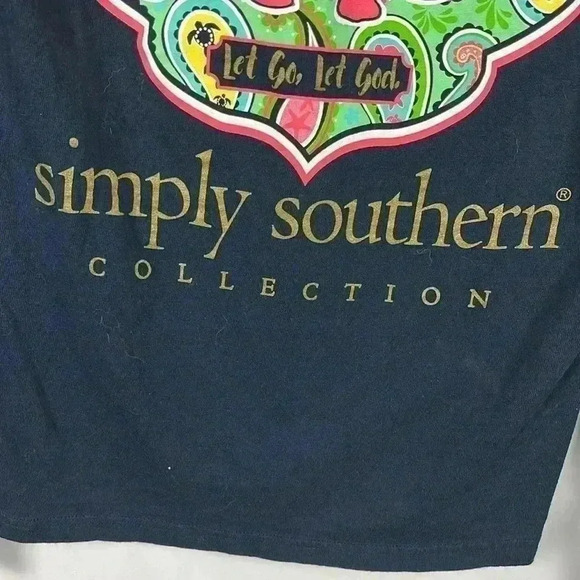 Let Go, Let God.
simply southern®
COLLECTION